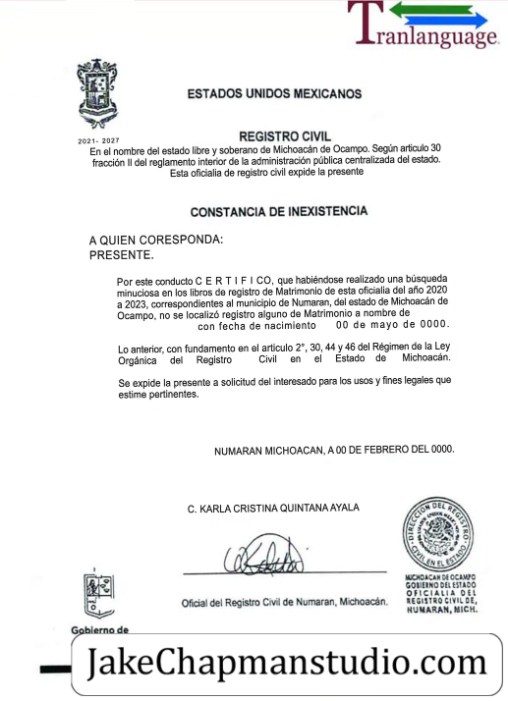 Tranlanguage.
ESTADOS UNIDOS MEXICANOS
2021- 2027
REGISTRO CIVIL
En el nombre del estado libre y soberano de Michoacán de Ocampo. Según articulo 30
fracción II del reglamento interior de la administración pública centralizada del estado.
Esta oficialia de registro civil expide la presente
CONSTANCIA DE INEXISTENCIA
A QUIEN CORESPONDA:
PRESENTE.
Por este conducto C E R T I F I CO, que habiéndose realizado una búsqueda
minuciosa en los libros de registro de Matrimonio de esta oficialia del año 2020
a 2023, correspondientes al municipio de Numaran, del estado de Michoacán de
Ocampo, no se localizó registro alguno de Matrimonio a nombre de
con fecha de nacimiento 00 de mayo de 0000.
Lo anterior, con fundamento en el articulo 2°, 30, 44 y 46 del Régimen de la Ley
Orgánica del Registro Civil en el Estado de Michoacán.
Se expide la presente a solicitud del interesado para los usos y fines legales que
estime pertinentes.
NUMARAN MICHOACAN, A 00 DE FEBRERO DEL 0000.
C. KARLA CRISTINA QUINTANA AYALA
DIRECCION DEL REGISTRO
CIVIL EN EL ESTADO
MICHOACAN DE OCAMPO
GOBIERNO DEL ESTADO
OFICIALIA DEL
REGISTRO CIVIL DE,
NUMARAN, MICH.
Oficial del Registro Civil de Numaran, Michoacán.
Gobierno de
JakeChapmanstudio.com